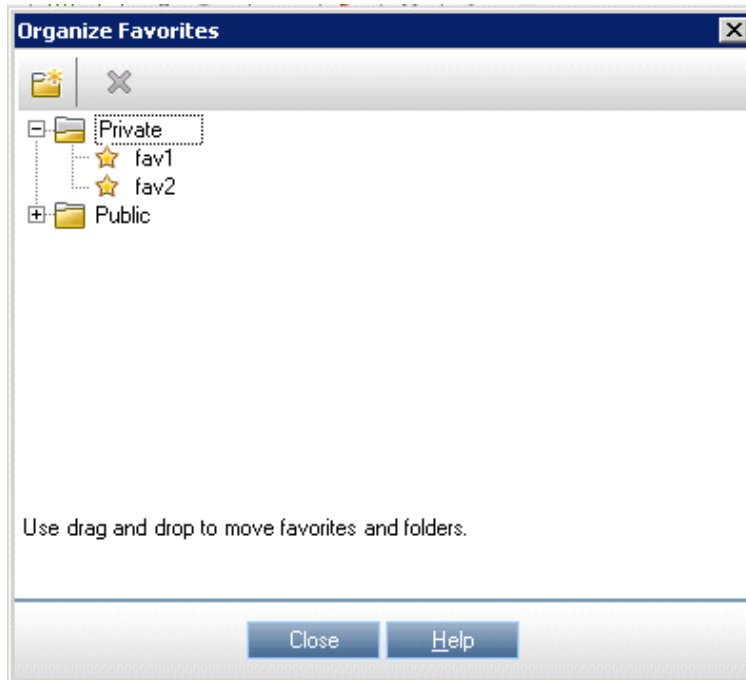 Organize Favorites
Private
fav1
fav2
Public
Use drag and drop to move favorites and folders.
Close Help